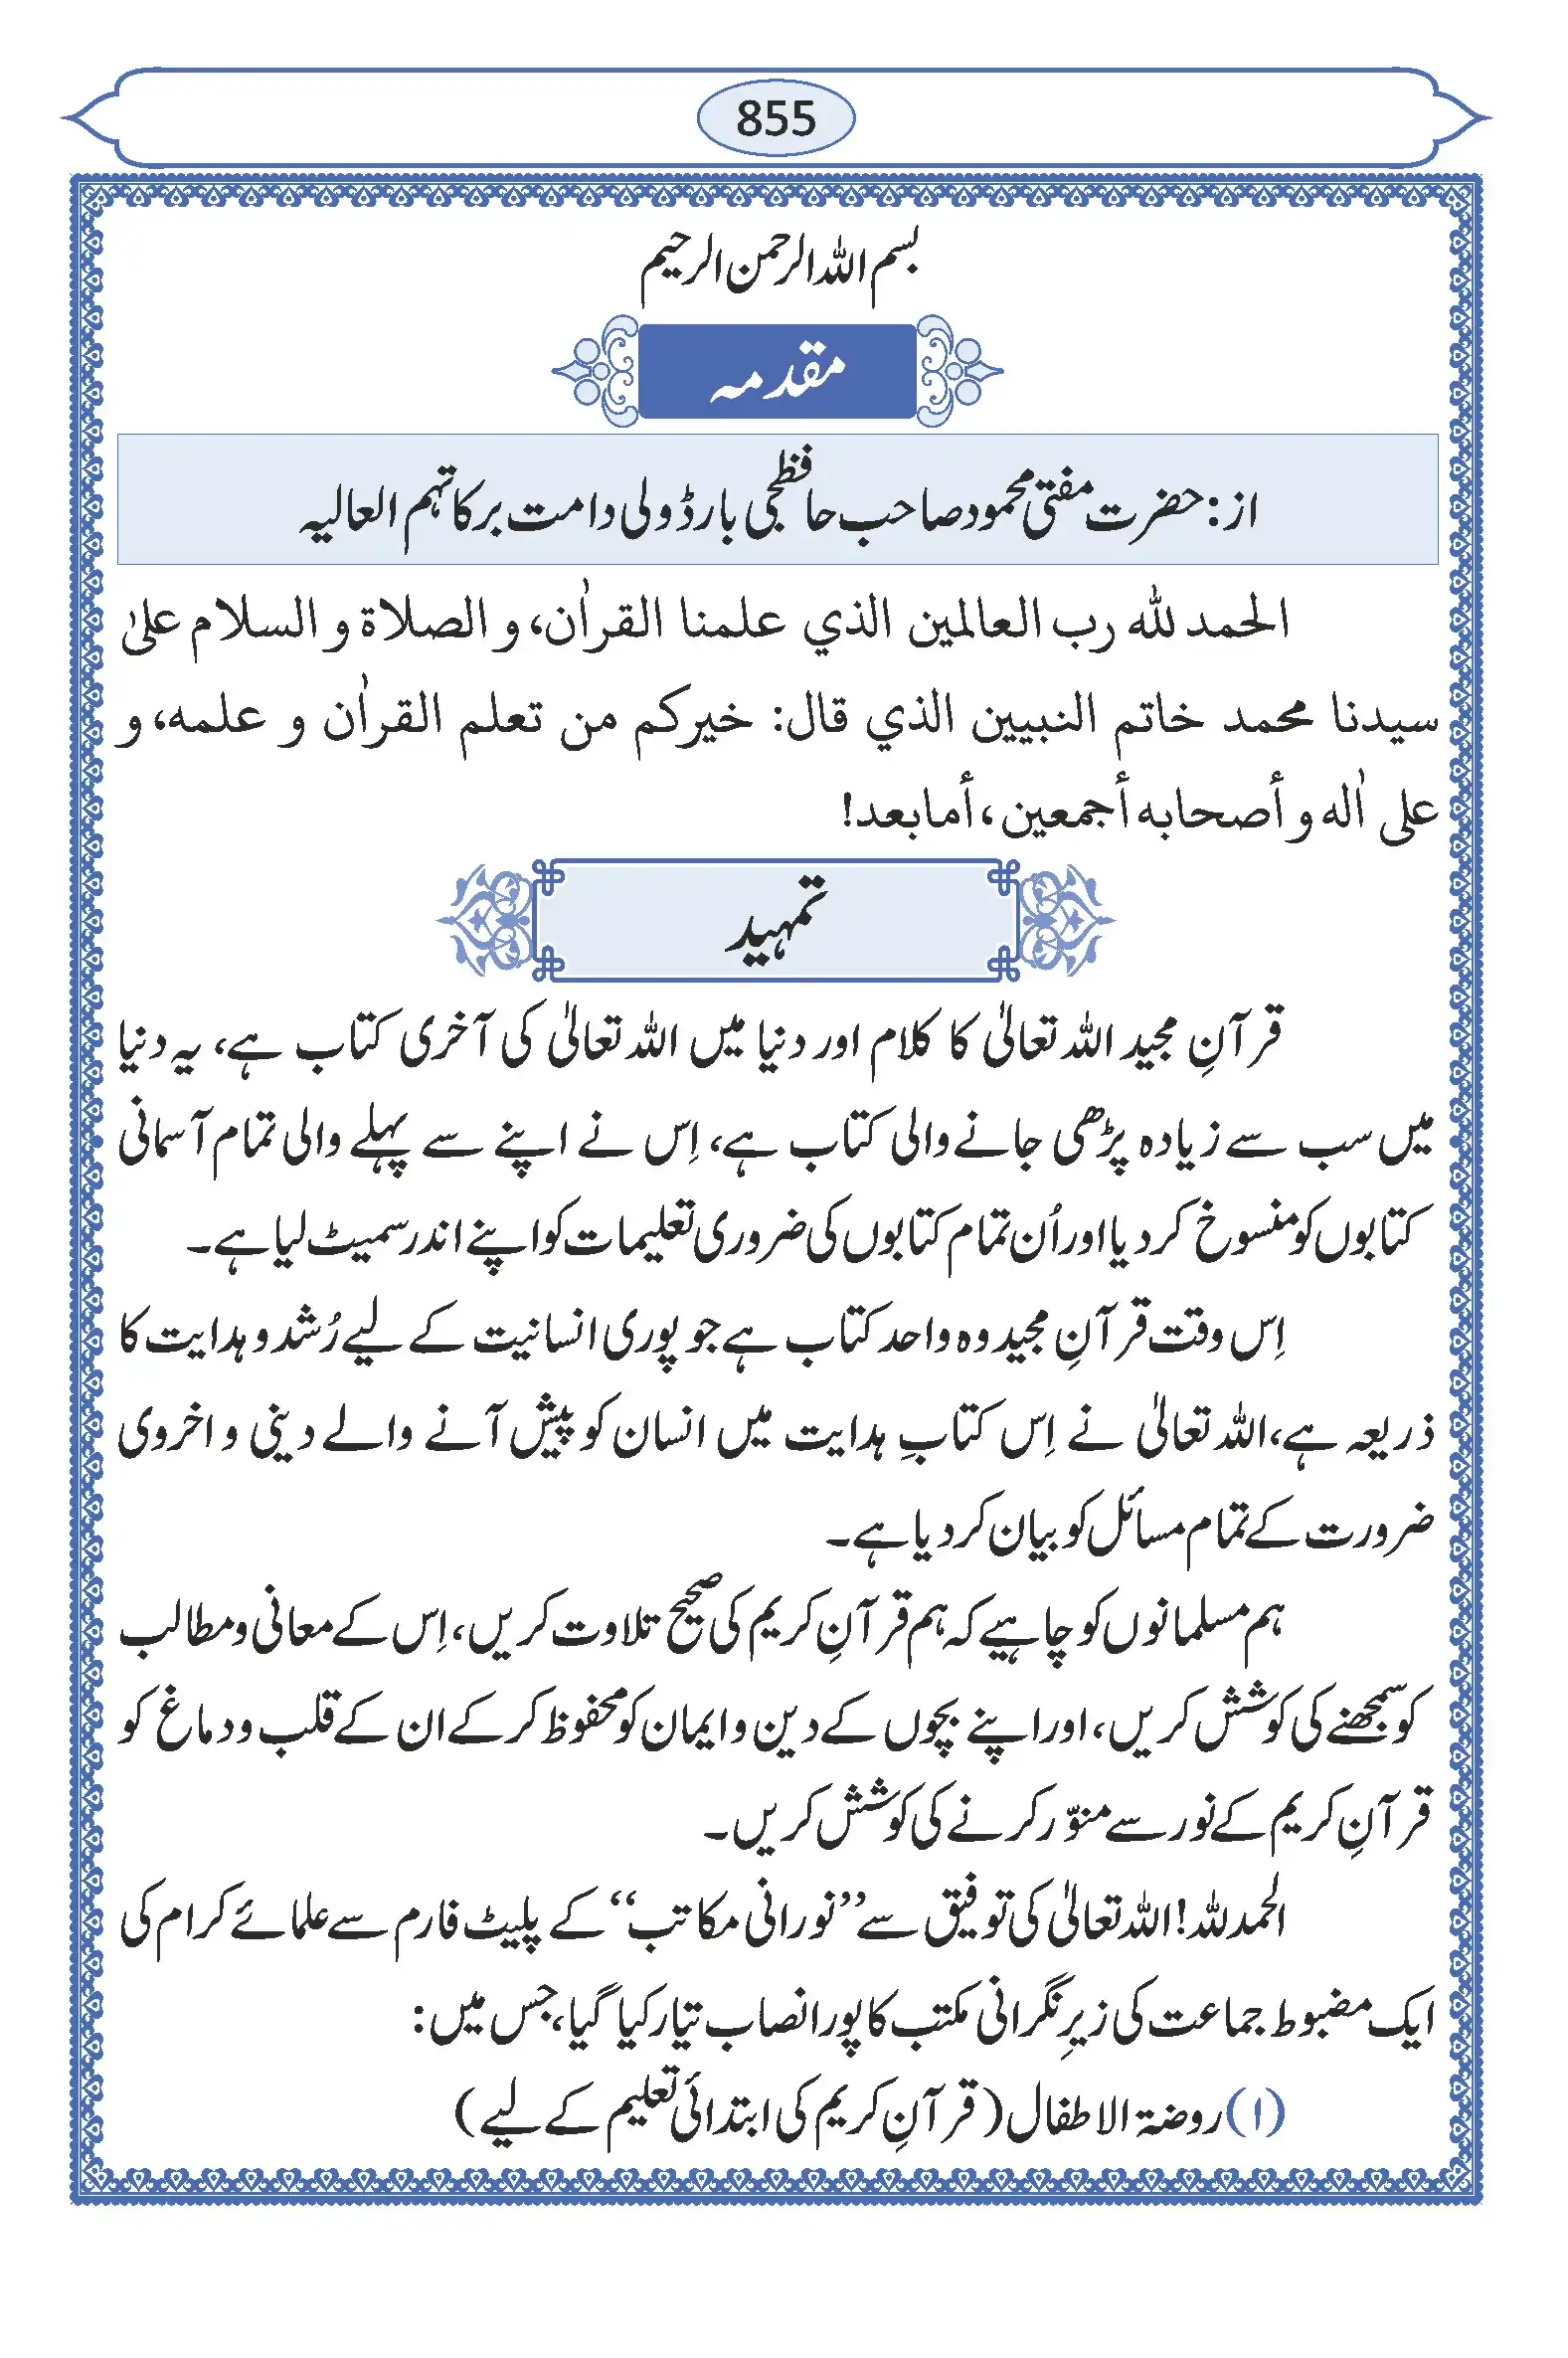 855
بسم اللہ الرحمن الرحیم
مقدمہ
از: حضرت مفتی محمود صاحب حافظجی بارڈولی دامت برکاتہم العالیہ
الحمد لله رب العالمين الذي علمنا القرأن، و الصلاة و السلام علىٰ
سيدنا محمد خاتم النبيين الذي قال: خيركم من تعلم القرأن و علمه، و
على أله و أصحابه أجمعين، أما بعد!
تمہید
قرآنِ مجید اللہ تعالیٰ کا کلام اور دنیا میں اللہ تعالیٰ کی آخری کتاب ہے، یہ دنیا
میں سب سے زیادہ پڑھی جانے والی کتاب ہے، اِس نے اپنے سے پہلے والی تمام آسمانی
کتابوں کو منسوخ کر دیا اور اُن تمام کتابوں کی ضروری تعلیمات کو اپنے اندر سمیٹ لیا ہے۔
اِس وقت قرآنِ مجید وہ واحد کتاب ہے جو پوری انسانیت کے لیے رُشد و ہدایت کا
ذریعہ ہے، اللہ تعالیٰ نے اِس کتابِ ہدایت میں انسان کو پیش آنے والے دینی و اخروی
ضرورت کے تمام مسائل کو بیان کر دیا ہے۔
ہم مسلمانوں کو چاہیے کہ ہم قرآنِ کریم کی صحیح تلاوت کریں، اِس کے معانی و مطالب
کو سمجھنے کی کوشش کریں، اور اپنے بچوں کے دین و ایمان کو محفوظ کر کے ان کے قلب و دماغ کو
قرآنِ کریم کے نور سے منوّر کرنے کی کوشش کریں۔
الحمد للہ! اللہ تعالیٰ کی توفیق سے ’’نورانی مکاتب‘‘ کے پلیٹ فارم سے علمائے کرام کی
ایک مضبوط جماعت کی زیرِ نگرانی مکتب کا پورا نصاب تیار کیا گیا، جس میں:
(۱) روضۃ الاطفال (قرآنِ کریم کی ابتدائی تعلیم کے لیے)